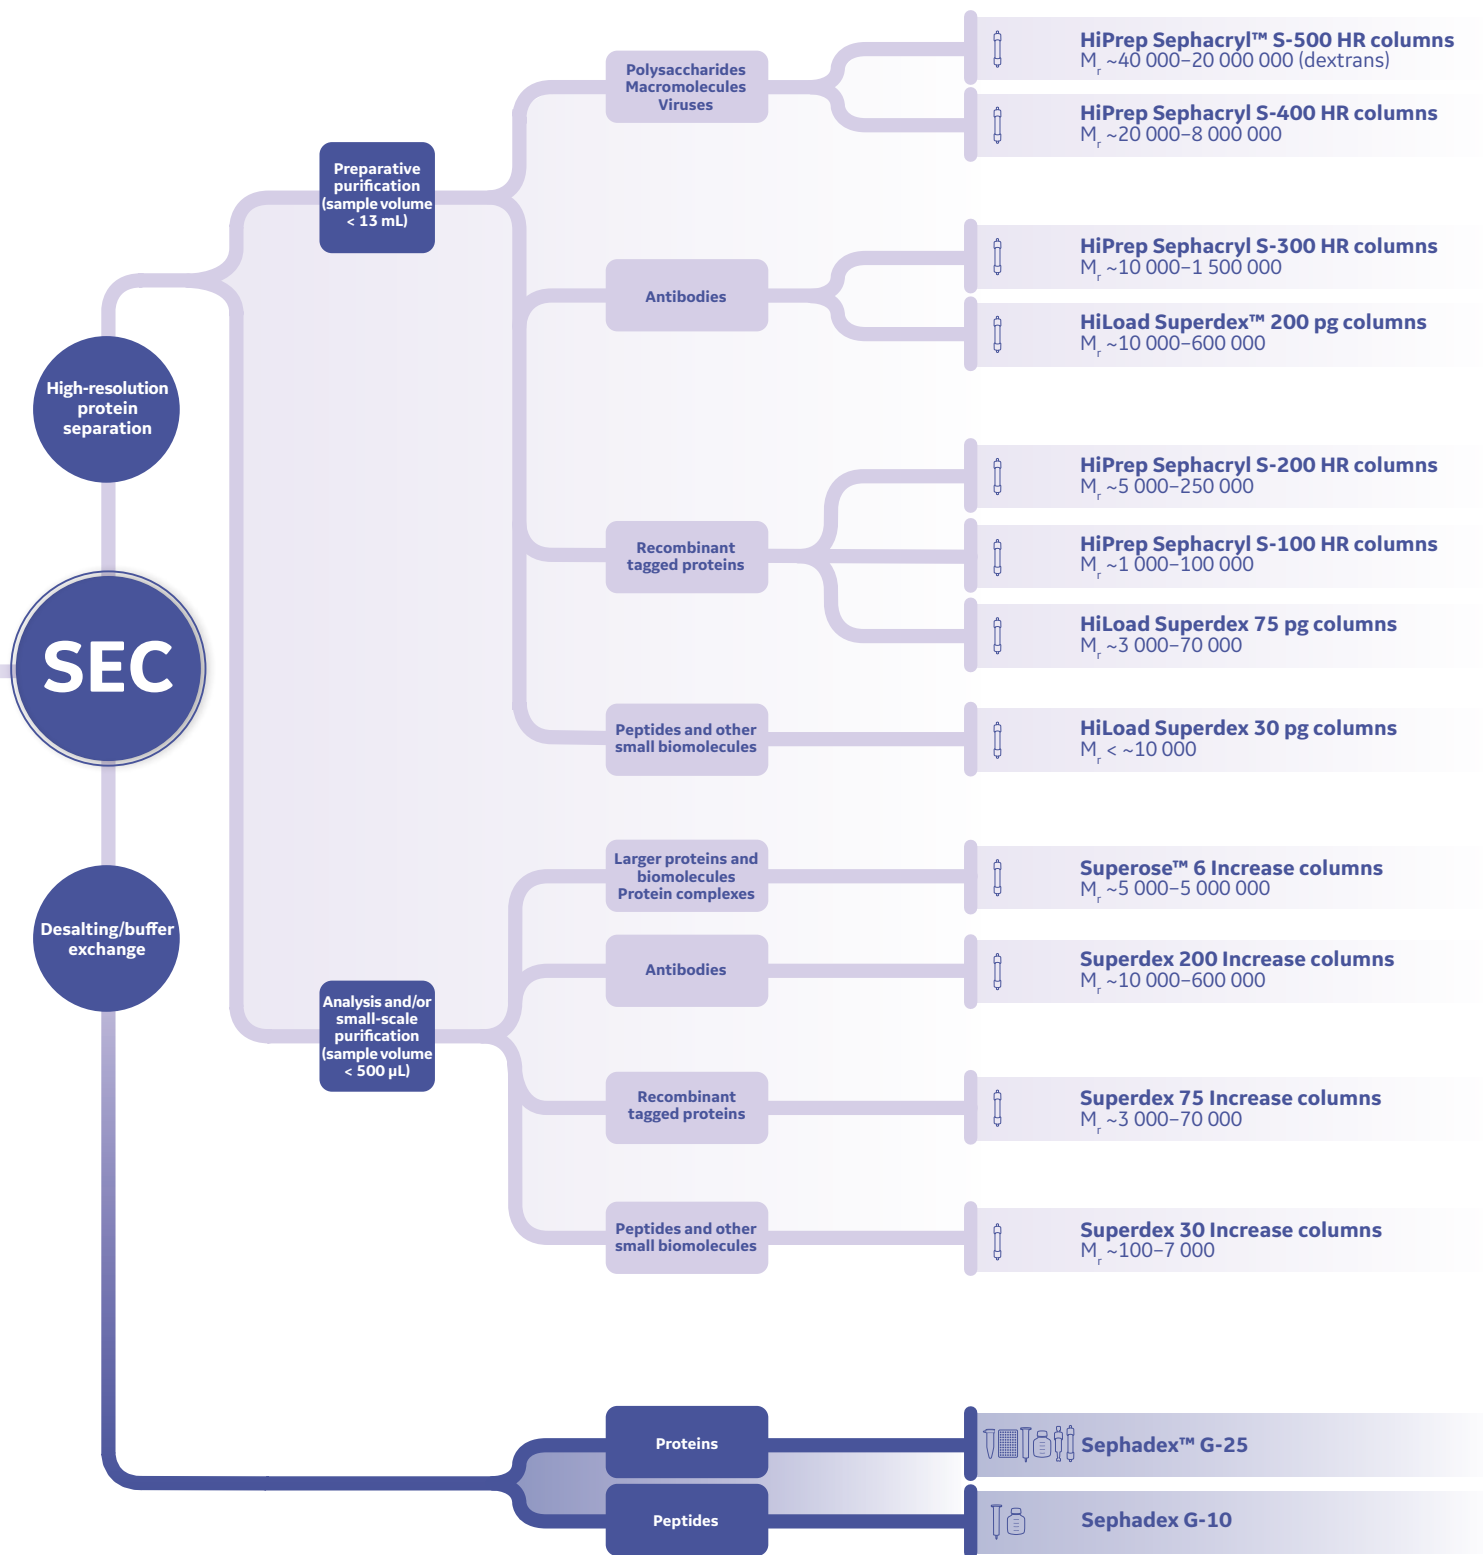 SEC
High-resolution
protein
separation
Preparative
purification
(sample volume
< 13 mL)
Polysaccharides
Macromolecules
Viruses
HiPrep Sephacryl™ S-500 HR columns
Mr ~40 000–20 000 000 (dextrans)
HiPrep Sephacryl S-400 HR columns
Mr ~20 000–8 000 000
Antibodies
HiPrep Sephacryl S-300 HR columns
Mr ~10 000–1 500 000
HiLoad Superdex™ 200 pg columns
Mr ~10 000–600 000
Recombinant
tagged proteins
HiPrep Sephacryl S-200 HR columns
Mr ~5 000–250 000
HiPrep Sephacryl S-100 HR columns
Mr ~1 000–100 000
HiLoad Superdex 75 pg columns
Mr ~3 000–70 000
Peptides and other
small biomolecules
HiLoad Superdex 30 pg columns
Mr < ~10 000
Analysis and/or
small-scale
purification
(sample volume
< 500 µL)
Larger proteins and
biomolecules
Protein complexes
Superose™ 6 Increase columns
Mr ~5 000–5 000 000
Antibodies
Superdex 200 Increase columns
Mr ~10 000–600 000
Recombinant
tagged proteins
Superdex 75 Increase columns
Mr ~3 000–70 000
Peptides and other
small biomolecules
Superdex 30 Increase columns
Mr ~100–7 000
Desalting/buffer
exchange
Proteins
Sephadex™ G-25
Peptides
Sephadex G-10